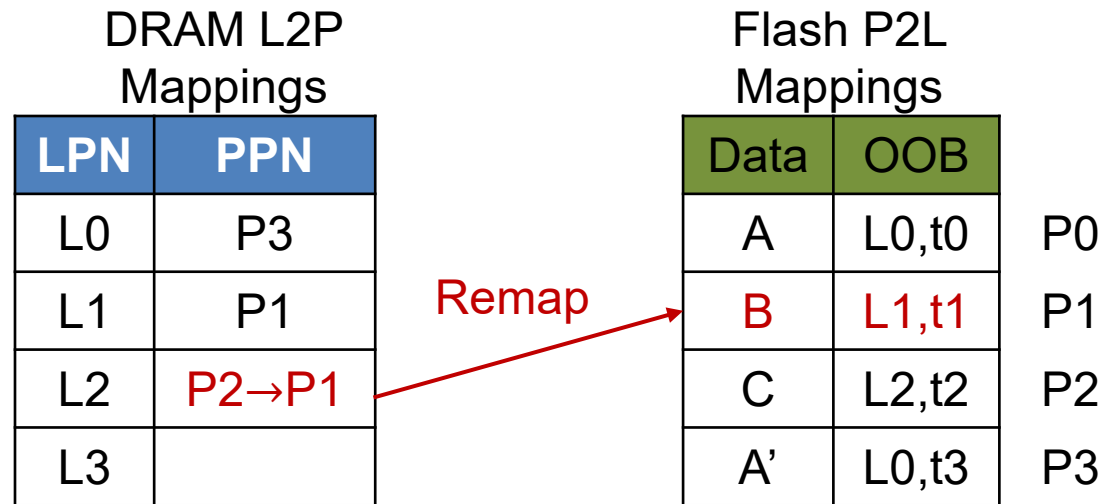 DRAM L2P
Mappings
Flash P2L
Mappings
LPN PPN
Data OOB
L0 P3
A L0,t0 P0
L1 P1
Remap
B L1,t1 P1
L2 P2→P1
C L2,t2 P2
L3
A’ L0,t3 P3